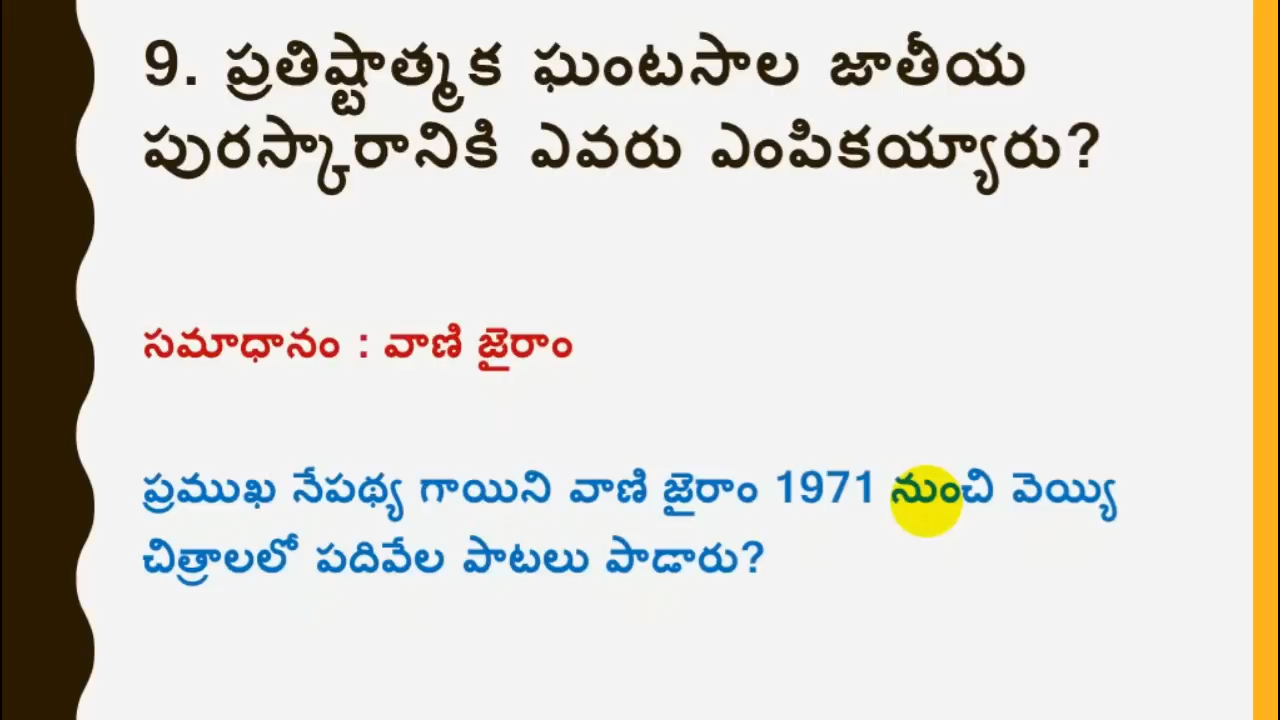 9. ప్రతిష్టాత్మక ఘంటసాల జాతీయ
పురస్కారానికి ఎవరు ఎంపికయ్యారు?
సమాధానం : వాణి జైరాం
ప్రముఖ నేపథ్య గాయిని వాణి జైరాం 1971 నుంచి వెయ్యి
చిత్రాలలో పదివేల పాటలు పాడారు?